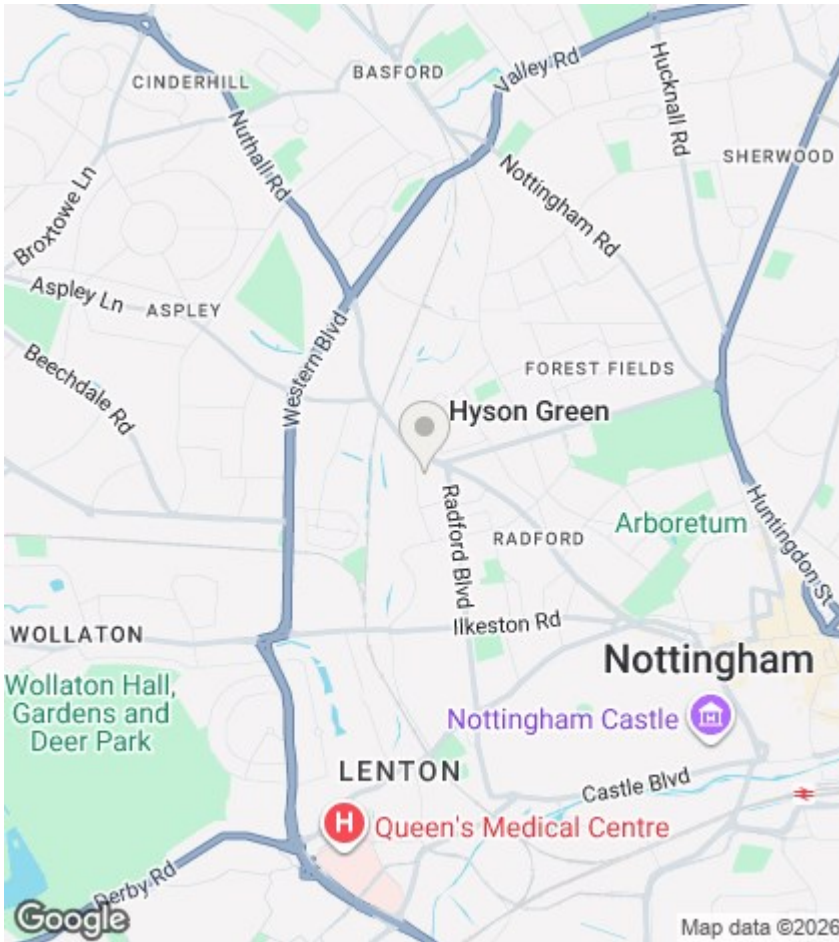 CINDERHILL
BASFORD
Valley Rd
Hucknall Rd
SHERWOOD
Nuthall Rd
Nottingham Rd
Broxtowe Ln
Aspley Ln
ASPLEY
Western Blvd
Beechdale Rd
FOREST FIELDS
Hyson Green
Radford Blvd
RADFORD
Arboretum
Huntingdon St
Ilkeston Rd
WOLLATON
Nottingham
Wollaton Hall,
Gardens and
Deer Park
Nottingham Castle
LENTON
Castle Blvd
H
Queen's Medical Centre
Derby Rd
Google
Map data ©2026